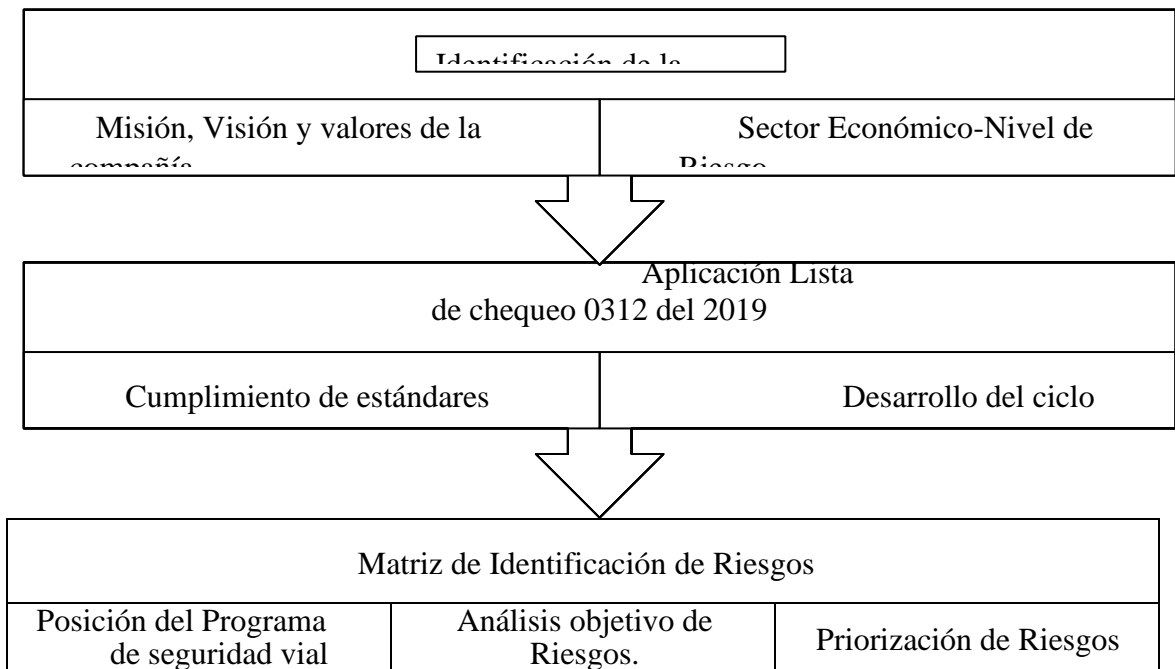 Identificación de la
Misión, Visión y valores de la
compañía
Sector Económico-Nivel de
Riesgo
Aplicación Lista
de chequeo 0312 del 2019
Cumplimiento de estándares
Desarrollo del ciclo
Matriz de Identificación de Riesgos
Posición del Programa
de seguridad vial
Análisis objetivo de
Riesgos.
Priorización de Riesgos